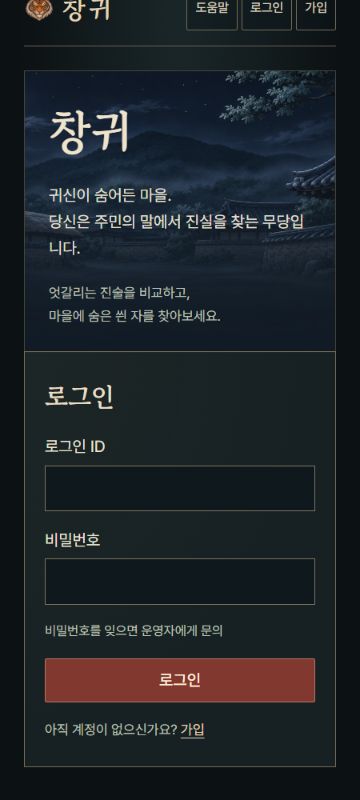 창귀
도움말 로그인 가입
창귀
귀신이 숨어든 마을.
당신은 주민의 말에서 진실을 찾는 무당입
니다.
엇갈리는 진술을 비교하고,
마을에 숨은 씐 자를 찾아보세요.
로그인
로그인 ID
비밀번호
비밀번호를 잊으면 운영자에게 문의
로그인
아직 계정이 없으신가요? 가입